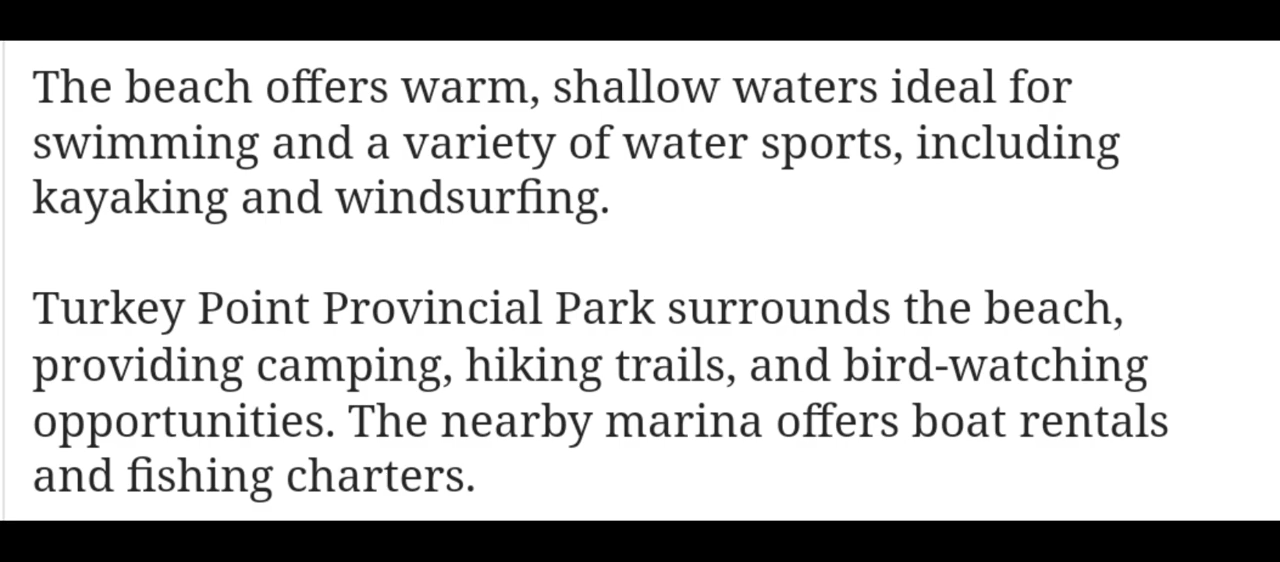 The beach offers warm, shallow waters ideal for
swimming and a variety of water sports, including
kayaking and windsurfing.
Turkey Point Provincial Park surrounds the beach,
providing camping, hiking trails, and bird-watching
opportunities. The nearby marina offers boat rentals
and fishing charters.